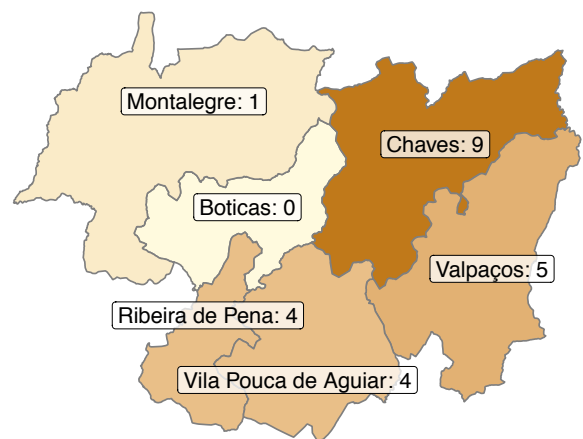 Montalegre: 1
Chaves: 9
Boticas: 0
Valpaços: 5
Ribeira de Pena: 4
Vila Pouca de Aguiar: 4